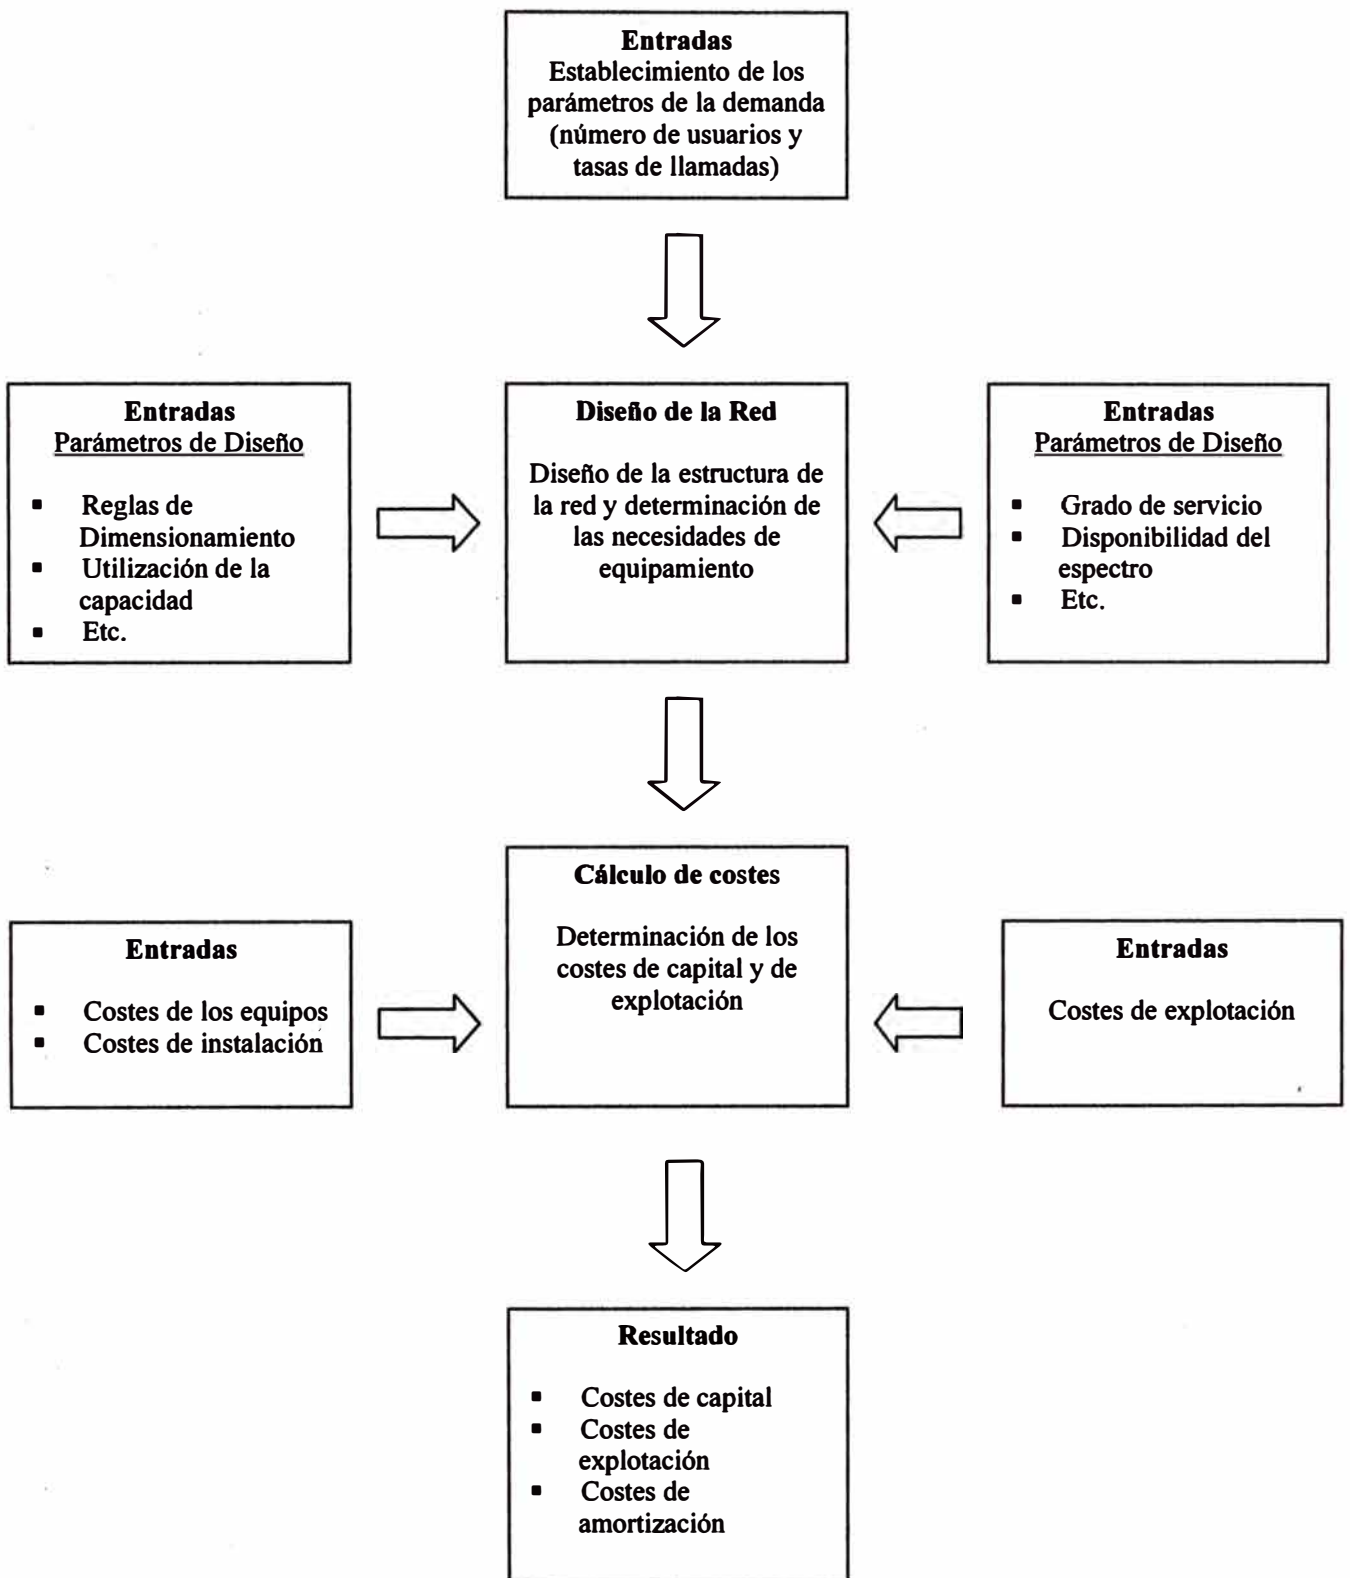 Entradas
Establecimiento de los
parámetros de la demanda
(número de usuarios y
tasas de llamadas)
Entradas
Parámetros de Diseño
▪ Reglas de
Dimensionamiento
▪ Utilización de la
capacidad
▪ Etc.
Diseño de la Red
Diseño de la estructura de
la red y determinación de
las necesidades de
equipamiento
Entradas
Parámetros de Diseño
▪ Grado de servicio
▪ Disponibilidad del
espectro
▪ Etc.
Entradas
▪ Costes de los equipos
▪ Costes de instalación
Cálculo de costes
Determinación de los
costes de capital y de
explotación
Entradas
Costes de explotación
Resultado
▪ Costes de capital
▪ Costes de
explotación
▪ Costes de
amortización